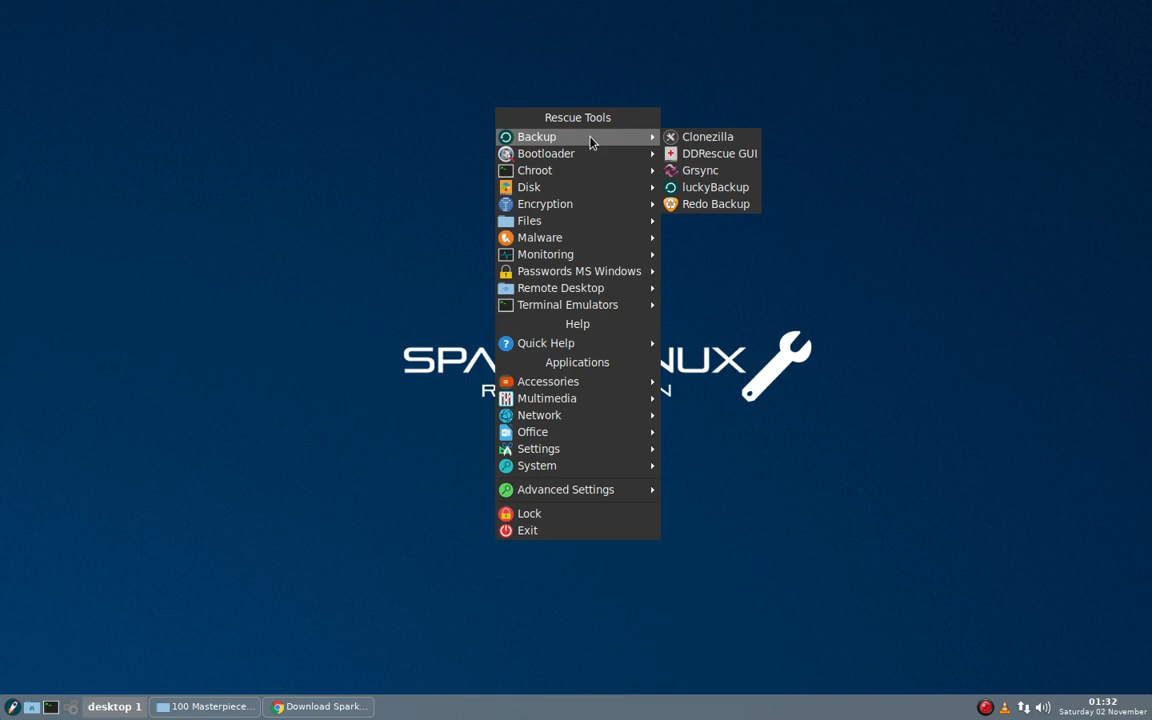 Rescue Tools
Backup
Bootloader
Chroot
Disk
Encryption
Files
Malware
Monitoring
Passwords MS Windows
Remote Desktop
Terminal Emulators
Help
Quick Help
Applications
Accessories
Multimedia
Network
Office
Settings
System
Advanced Settings
Lock
Exit
Clonezilla
DDRescue GUI
Grsync
luckyBackup
Redo Backup
desktop 1
100 Masterpiece...
Download Spark...
01:32
Saturday 02 November